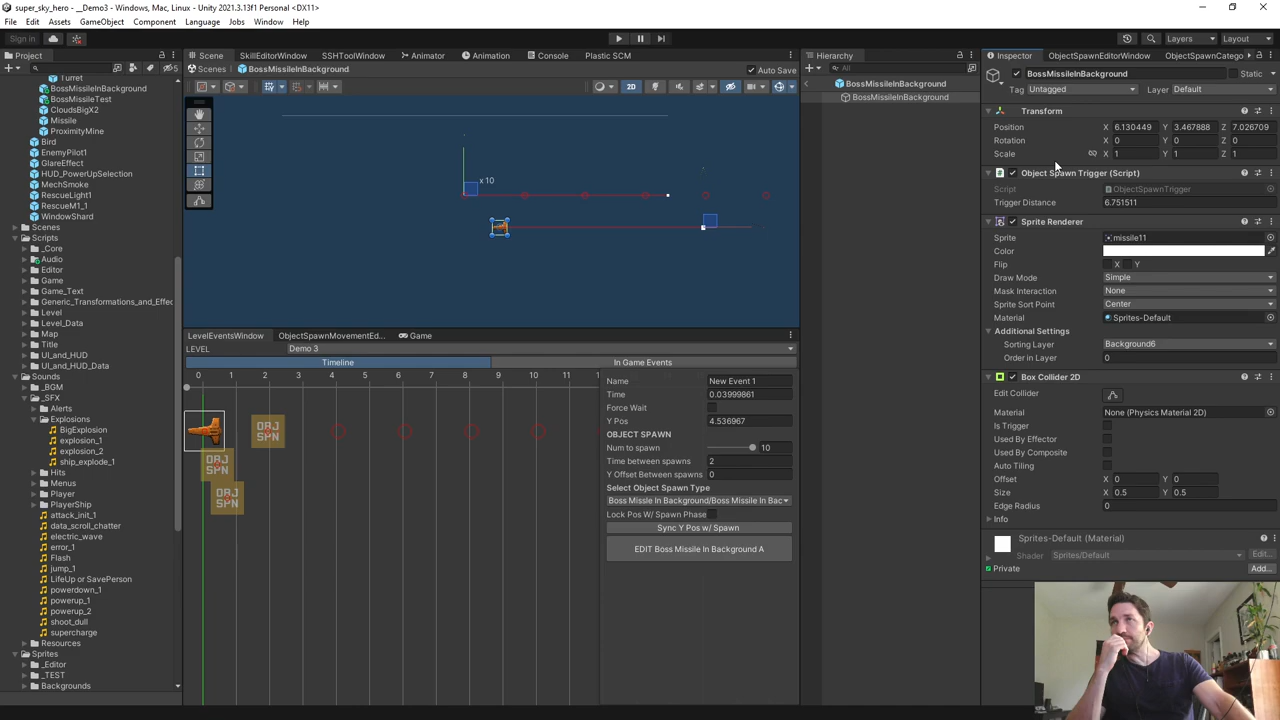 super_sky_hero - __Demo3 - Windows, Mac, Linux - Unity 2021.3.13f1 Personal <DX11>
File Edit Assets GameObject Component Language Jobs Window Help
Sign in Layers Layout
Project
Scene SkillEditorWindow SSHToolWindow Animator Animation Console Plastic SCM
Hierarchy
Inspector ObjectSpawnEditorWindow ObjectSpawnCatego
Scenes BossMissileInBackground Auto Save
2D
x 10
All
BossMissileInBackground
BossMissileInBackground
Turret
BossMissileInBackground
BossMissileTest
CloudsBigX2
Missile
ProximityMine
Bird
EnemyPilot1
GlareEffect
HUD_PowerUpSelection
MechSmoke
RescueLight1
RescueM1_1
WindowShard
Scenes
Scripts
_Core
Audio
Editor
Game
Game_Text
Generic_Transformations_and_Effec
Level
Level_Data
Map
Title
UI_and_HUD
UI_and_HUD_Data
Sounds
_BGM
_SFX
Alerts
Explosions
BigExplosion
explosion_1
explosion_2
ship_explode_1
Hits
Menus
Player
PlayerShip
attack_init_1
data_scroll_chatter
electric_wave
error_1
Flash
jump_1
LifeUp or SavePerson
powerdown_1
powerup_1
powerup_2
shoot_dull
supercharge
Resources
Sprites
_Editor
_TEST
Backgrounds
LevelEventsWindow ObjectSpawnMovementEd... Game
LEVEL Demo 3
Timeline In Game Events
0 1 2 3 4 5 6 7 8 9 10 11
OBJ
SPN
OBJ
SPN
OBJ
SPN
Name New Event 1
Time 0.03999861
Force Wait
Y Pos 4.536967
OBJECT SPAWN
Num to spawn 10
Time between spawns 2
Y Offset Between spawns 0
Select Object Spawn Type
Boss Missle In Background/Boss Missile In Bac
Lock Pos W/ Spawn Phase
Sync Y Pos w/ Spawn
EDIT Boss Missile In Background A
BossMissileInBackground Static
Tag Untagged Layer Default
Transform
Position X 6.130449 Y 3.467888 Z 7.026709
Rotation X 0 Y 0 Z 0
Scale X 1 Y 1 Z 1
Object Spawn Trigger (Script)
Script ObjectSpawnTrigger
Trigger Distance 6.751511
Sprite Renderer
Sprite missile11
Color
Flip X Y
Draw Mode Simple
Mask Interaction None
Sprite Sort Point Center
Material Sprites-Default
Additional Settings
Sorting Layer Background6
Order in Layer 0
Box Collider 2D
Edit Collider
Material None (Physics Material 2D)
Is Trigger
Used By Effector
Used By Composite
Auto Tiling
Offset X 0 Y 0
Size X 0.5 Y 0.5
Edge Radius 0
Info
Sprites-Default (Material)
Shader Sprites/Default Edit...
Private Add...